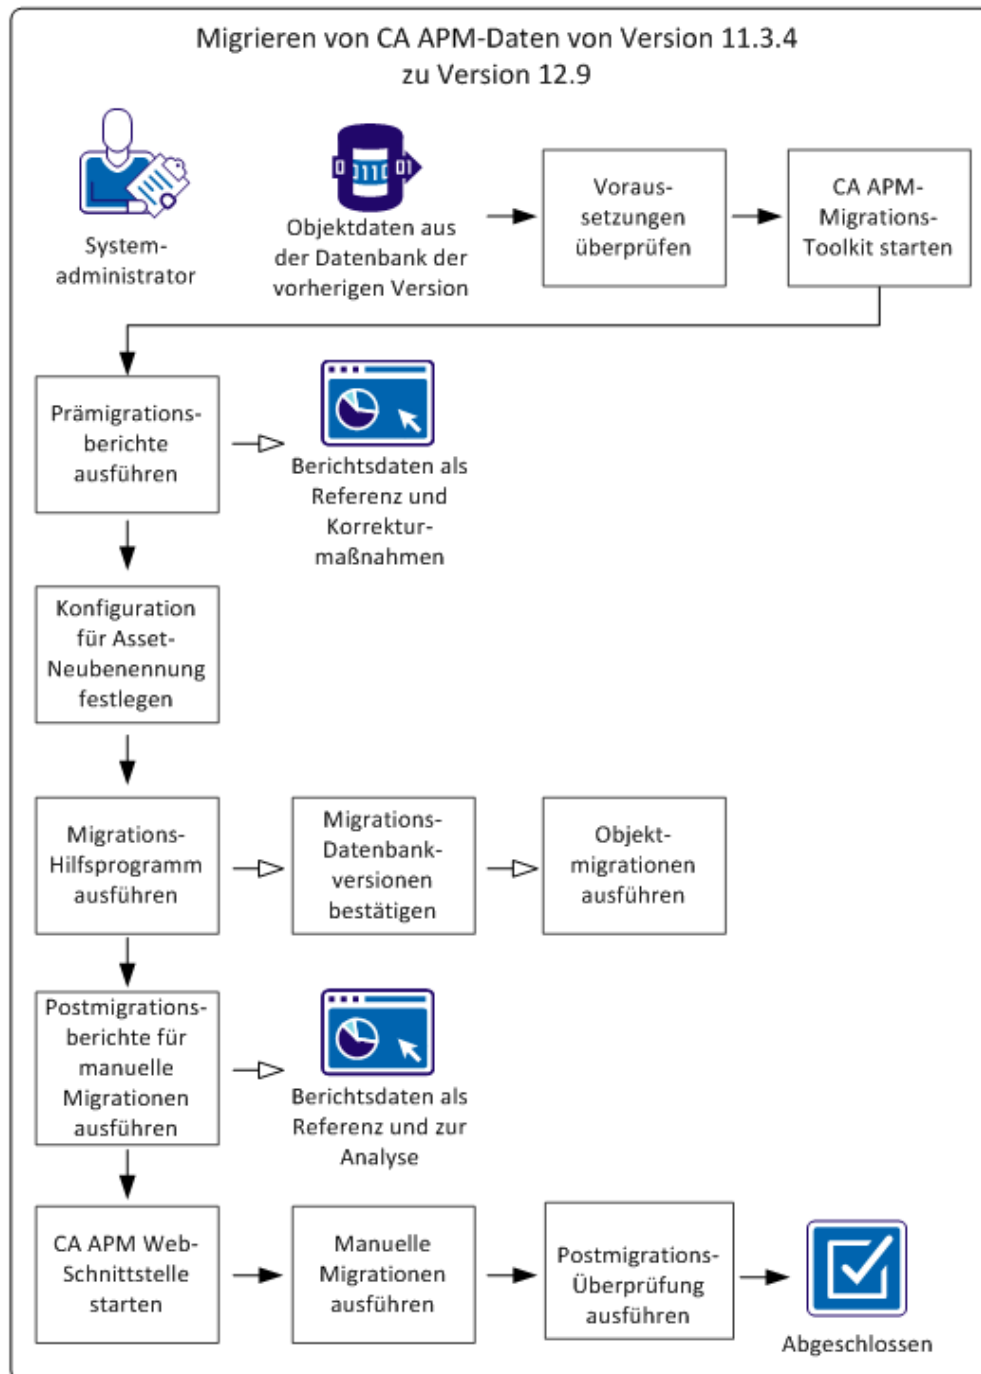 Migrieren von CA APM-Daten von Version 11.3.4
zu Version 12.9
System-
administrator
0 0110 01
Objektdaten aus
der Datenbank der
vorherigen Version
Voraus-
setzungen
überprüfen
CA APM-
Migrations-
Toolkit starten
Prämigrations-
berichte
ausführen
Berichtsdaten als
Referenz und
Korrektur-
maßnahmen
Konfiguration
für Asset-
Neubenennung
festlegen
Migrations-
Hilfsprogramm
ausführen
Migrations-
Datenbank-
versionen
bestätigen
Objekt-
migrationen
ausführen
Postmigrations-
berichte für
manuelle
Migrationen
ausführen
Berichtsdaten als
Referenz und zur
Analyse
CA APM Web-
Schnittstelle
starten
Manuelle
Migrationen
ausführen
Postmigrations-
Überprüfung
ausführen
Abgeschlossen